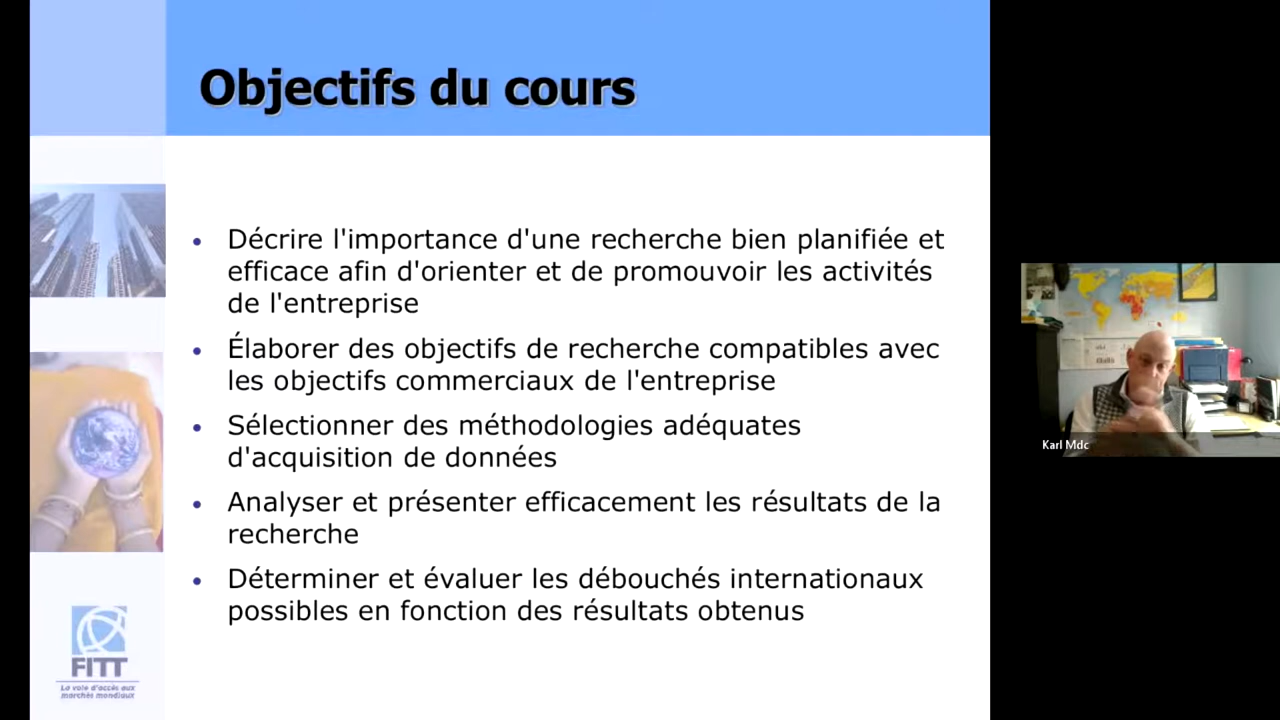 Objectifs du cours
• Décrire l'importance d'une recherche bien planifiée et
efficace afin d'orienter et de promouvoir les activités
de l'entreprise
• Élaborer des objectifs de recherche compatibles avec
les objectifs commerciaux de l'entreprise
• Sélectionner des méthodologies adéquates
d'acquisition de données
• Analyser et présenter efficacement les résultats de la
recherche
• Déterminer et évaluer les débouchés internationaux
possibles en fonction des résultats obtenus
FITT
La voie d'accès aux
marchés mondiaux
Karl Mdc